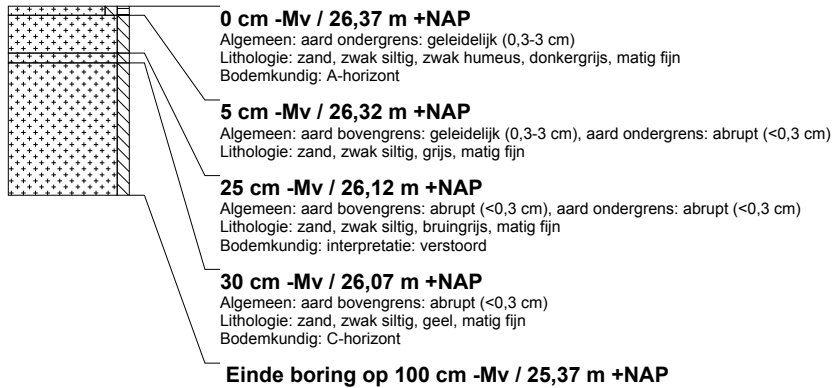 0 cm -Mv / 26,37 m +NAP
Algemeen: aard ondergrens: geleidelijk (0,3-3 cm)
Lithologie: zand, zwak siltig, zwak humeus, donkergrijs, matig fijn
Bodemkundig: A-horizont
5 cm -Mv / 26,32 m +NAP
Algemeen: aard bovengrens: geleidelijk (0,3-3 cm), aard ondergrens: abrupt (<0,3 cm)
Lithologie: zand, zwak siltig, grijs, matig fijn
25 cm -Mv / 26,12 m +NAP
Algemeen: aard bovengrens: abrupt (<0,3 cm), aard ondergrens: abrupt (<0,3 cm)
Lithologie: zand, zwak siltig, bruingrijs, matig fijn
Bodemkundig: interpretatie: verstoord
30 cm -Mv / 26,07 m +NAP
Algemeen: aard bovengrens: abrupt (<0,3 cm)
Lithologie: zand, zwak siltig, geel, matig fijn
Bodemkundig: C-horizont
Einde boring op 100 cm -Mv / 25,37 m +NAP